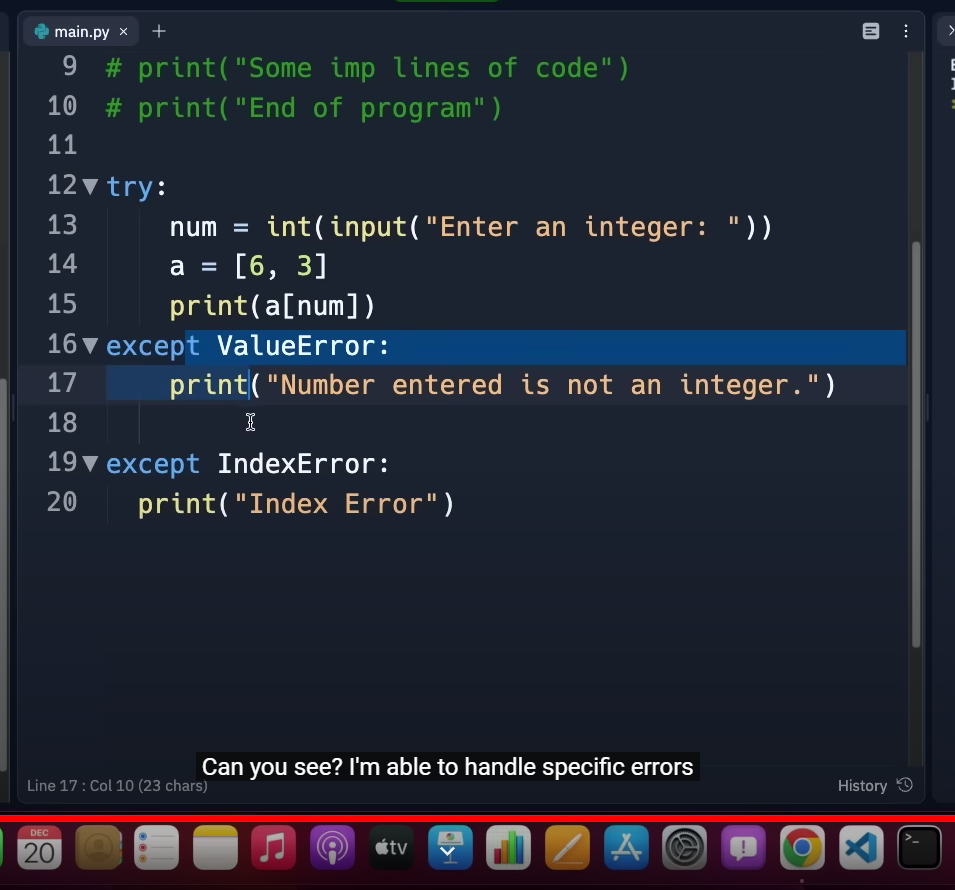 main.py × +
9 # print("Some imp lines of code")
10 # print("End of program")
11
12 try:
13 num = int(input("Enter an integer: "))
14 a = [6, 3]
15 print(a[num])
16 except ValueError:
17 print("Number entered is not an integer.")
18
19 except IndexError:
20 print("Index Error")
Can you see? I'm able to handle specific errors
Line 17 : Col 10 (23 chars)
History
DEC
20
tv